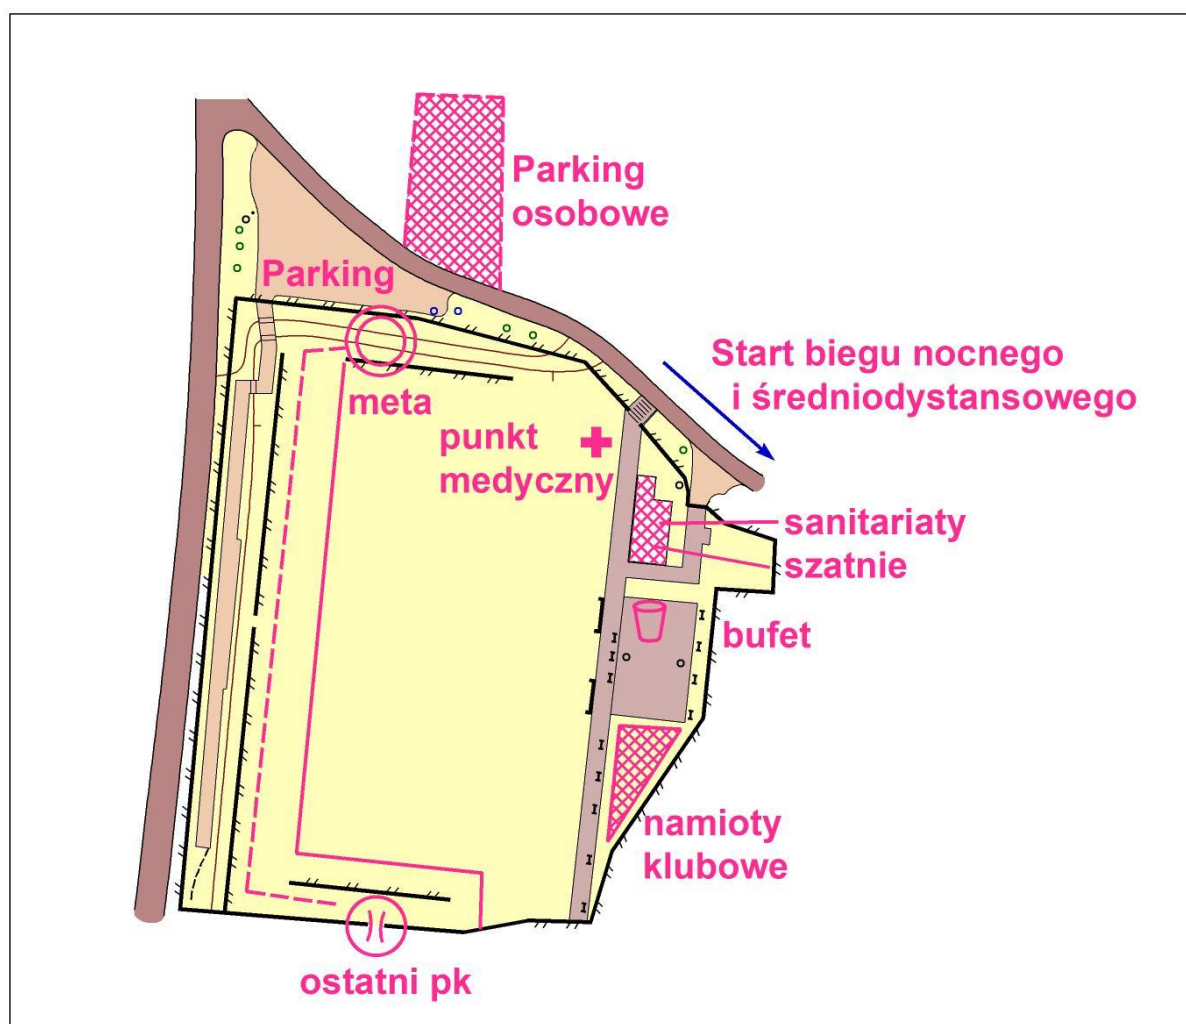 Parking
osobowe
Parking
meta
Start biegu nocnego
i średniodystansowego
punkt
medyczny
sanitariaty
szatnie
bufet
namioty
klubowe
ostatni pk